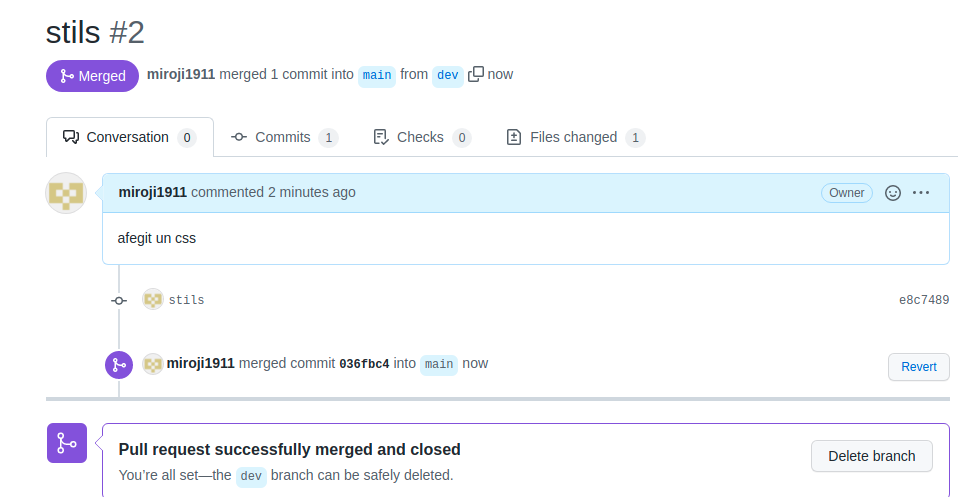 stils #2
Merged miroji1911 merged 1 commit into main from dev now
Conversation 0 Commits 1 Checks 0 Files changed 1
miroji1911 commented 2 minutes ago Owner
afegit un css
stils e8c7489
miroji1911 merged commit 036fbc4 into main now Revert
Pull request successfully merged and closed
You’re all set—the dev branch can be safely deleted.
Delete branch